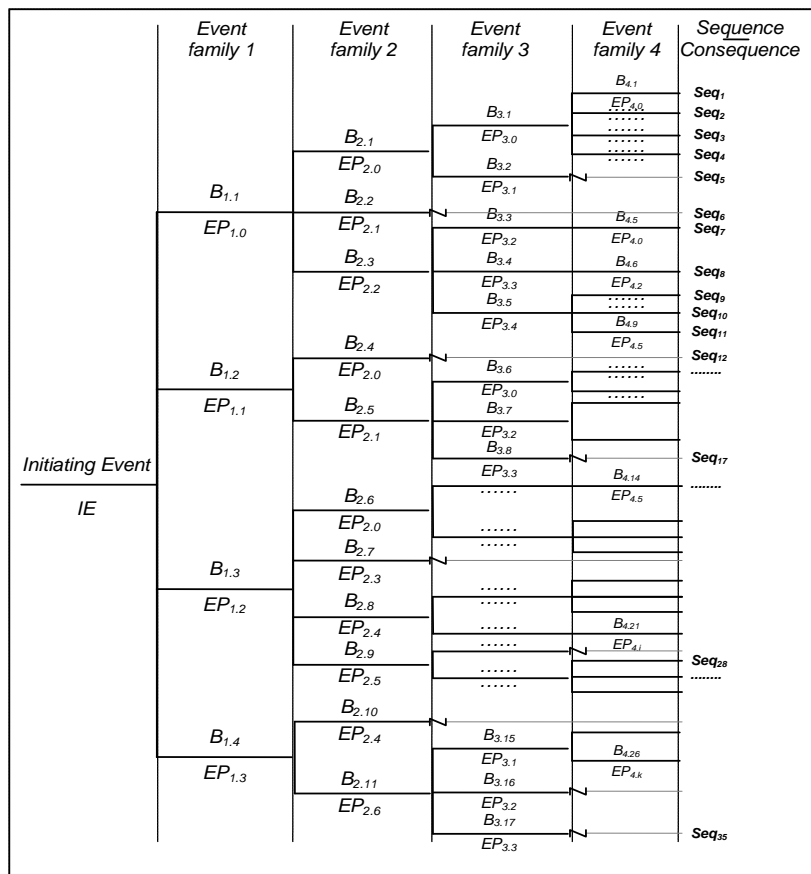 Event family 1
Event family 2
Event family 3
Event family 4
Sequence
Consequence
Initiating Event
IE
B1.1
EP1.0
B1.2
EP1.1
B1.3
EP1.2
B1.4
EP1.3
B2.1
EP2.0
B2.2
EP2.1
B2.3
EP2.2
B2.4
EP2.0
B2.5
EP2.1
B2.6
EP2.0
B2.7
EP2.3
B2.8
EP2.4
B2.9
EP2.5
B2.10
EP2.4
B2.11
EP2.6
B3.1
EP3.0
B3.2
EP3.1
B3.3
EP3.2
B3.4
EP3.3
B3.5
EP3.4
B3.6
EP3.0
B3.7
EP3.2
B3.8
EP3.3
......
......
......
......
......
......
B3.15
EP3.1
B3.16
EP3.2
B3.17
EP3.3
B4.1
EP4.0
......
......
......
......
......
......
B4.5
EP4.0
B4.6
EP4.2
......
......
B4.9
EP4.5
......
......
......
......
B4.14
EP4.5
B4.21
EP4.i
B4.26
EP4.k
Seq1
Seq2
Seq3
Seq4
Seq5
Seq6
Seq7
Seq8
Seq9
Seq10
Seq11
Seq12
........
Seq17
........
Seq28
........
Seq35